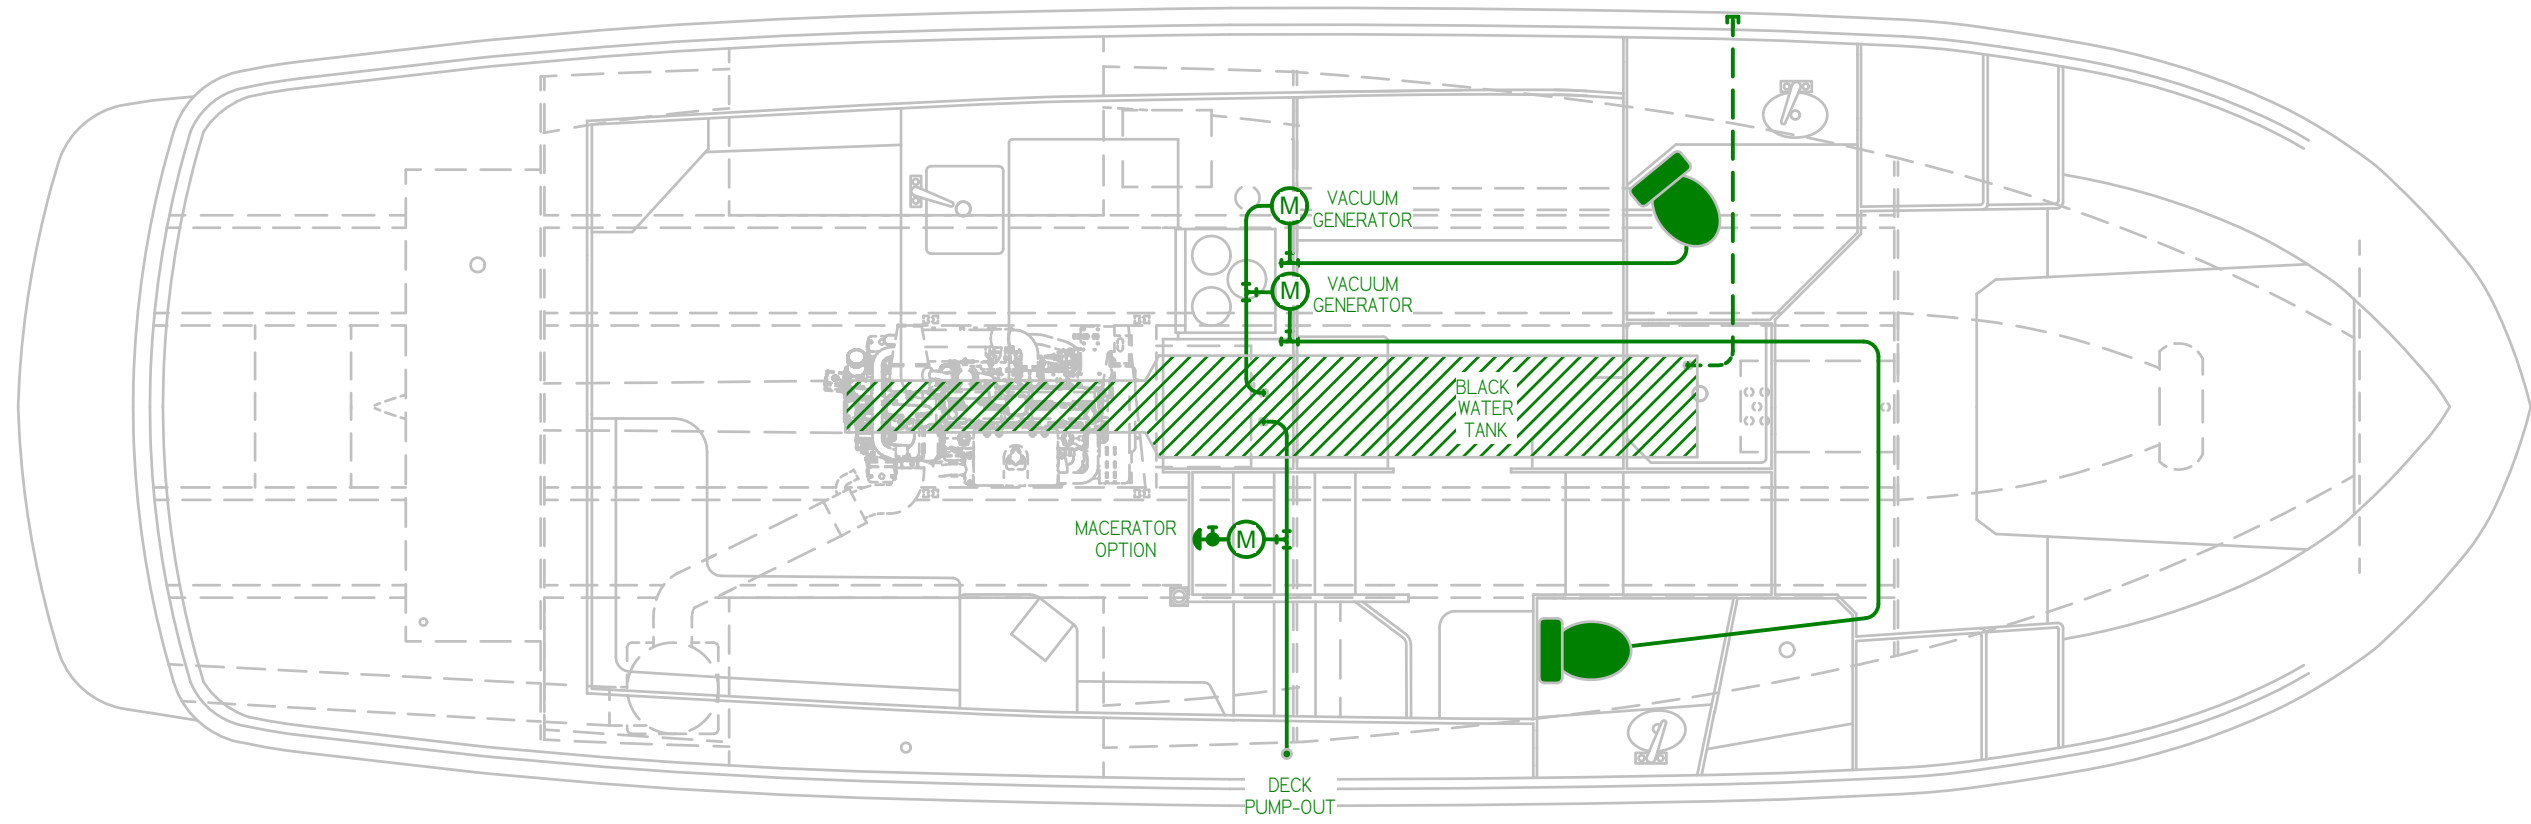 M
VACUUM
GENERATOR
M
VACUUM
GENERATOR
BLACK
WATER
TANK
MACERATOR
OPTION
M
DECK
PUMP-OUT